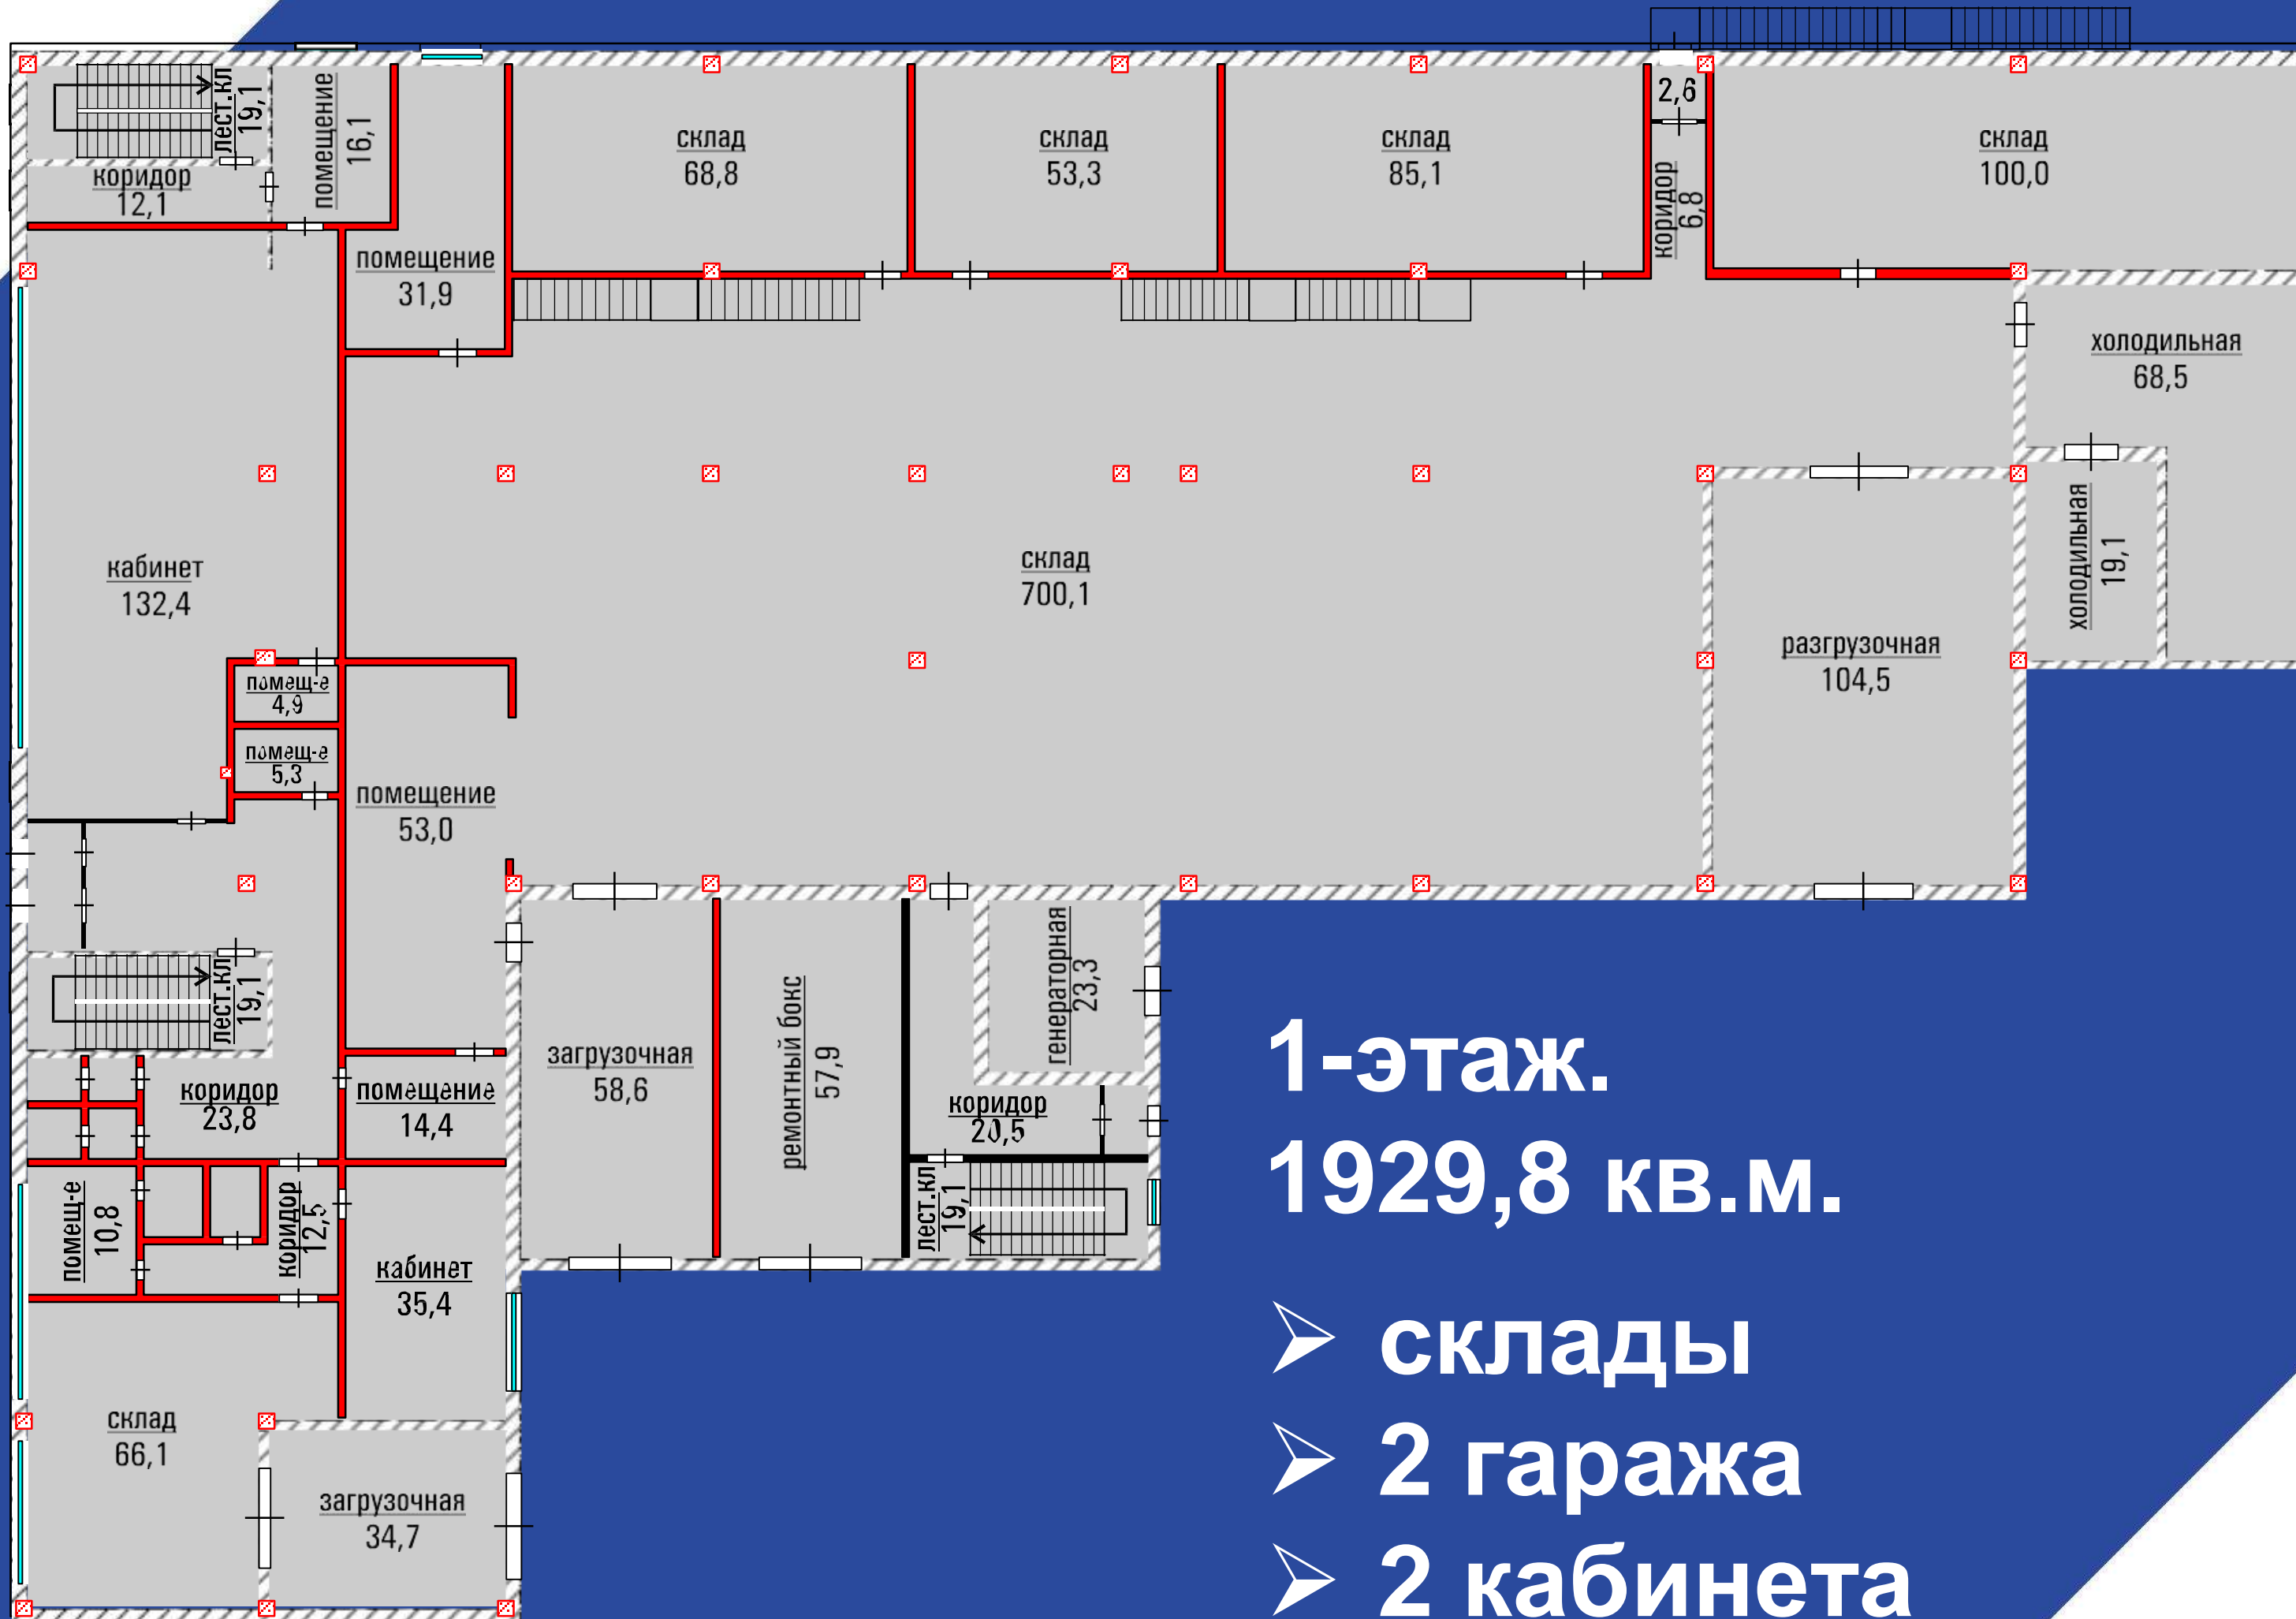 лест.кл
19,1
помещение
16,1
коридор
12,1
помещение
31,9
склад
68,8
склад
53,3
склад
85,1
2,6
коридор
6,8
склад
100,0
холодильная
68,5
холодильная
19,1
кабинет
132,4
склад
700,1
разгрузочная
104,5
помещ-е
4,9
помещ-е
5,3
помещение
53,0
лест.кл
19,1
генераторная
23,3
загрузочная
58,6
ремонтный бокс
57,9
коридор
23,8
помещение
14,4
коридор
20,5
лест.кл
19,1
помещ-е
10,8
коридор
12,5
кабинет
35,4
склад
66,1
загрузочная
34,7
1-этаж.
1929,8 кв.м.
➢ склады
➢ 2 гаража
➢ 2 кабинета